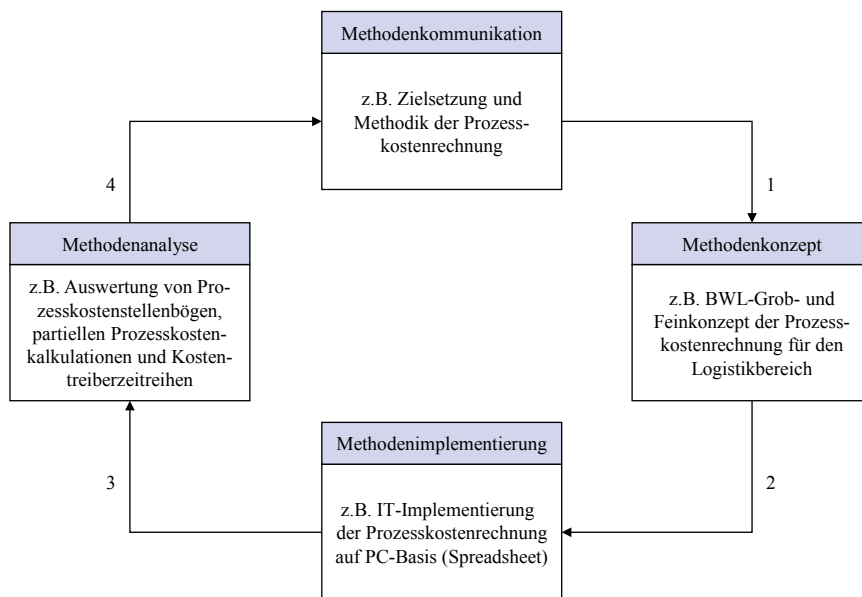 Methodenkommunikation
z.B. Zielsetzung und
Methodik der Prozess-
kostenrechnung
4
1
Methodenanalyse
z.B. Auswertung von Pro-
zesskostenstellenbögen,
partiellen Prozesskosten-
kalkulationen und Kosten-
treiberzeitreihen
Methodenkonzept
z.B. BWL-Grob- und
Feinkonzept der Prozess-
kostenrechnung für den
Logistikbereich
Methodenimplementierung
z.B. IT-Implementierung
der Prozesskostenrechnung
auf PC-Basis (Spreadsheet)
3
2